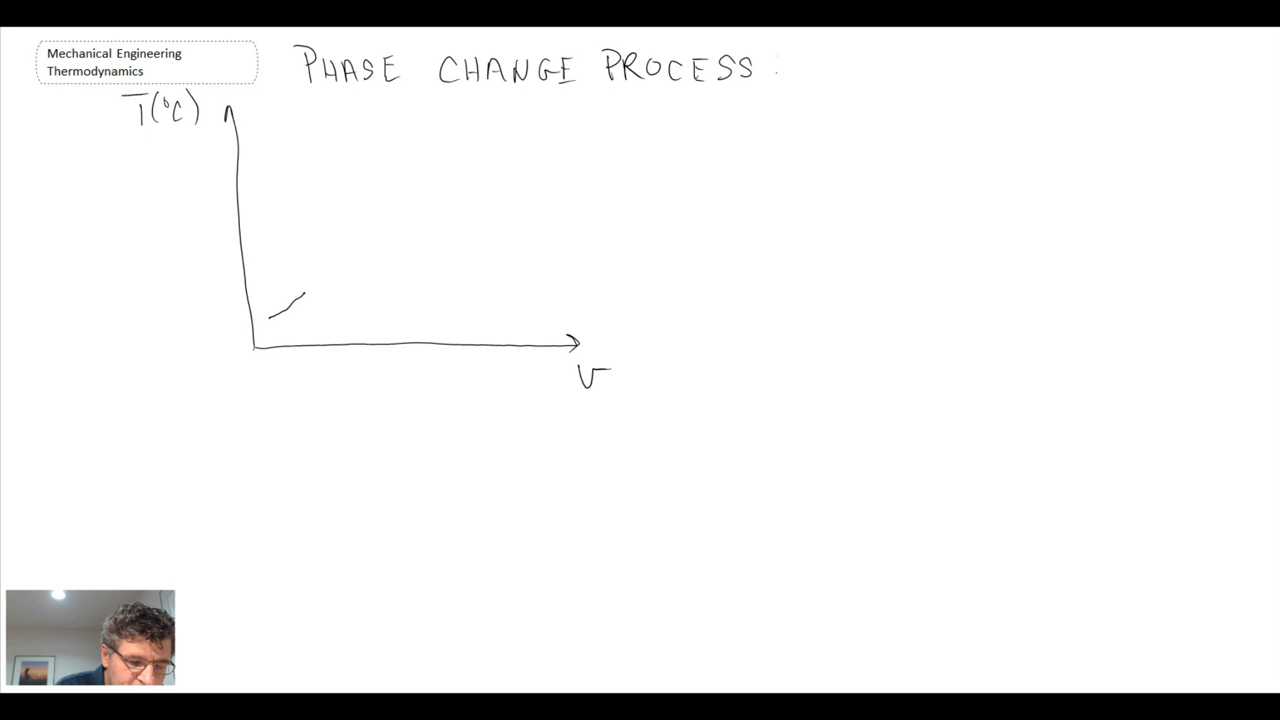 Mechanical Engineering
Thermodynamics
PHASE CHANGE PROCESS:
T(°C)
v